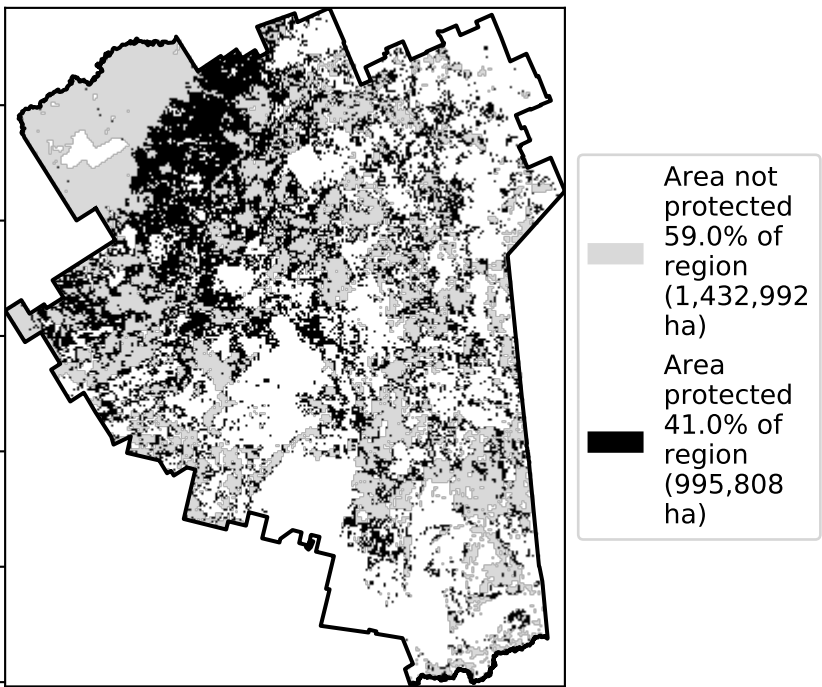 Area not
protected
59.0% of
region
(1,432,992
ha)
Area
protected
41.0% of
region
(995,808
ha)